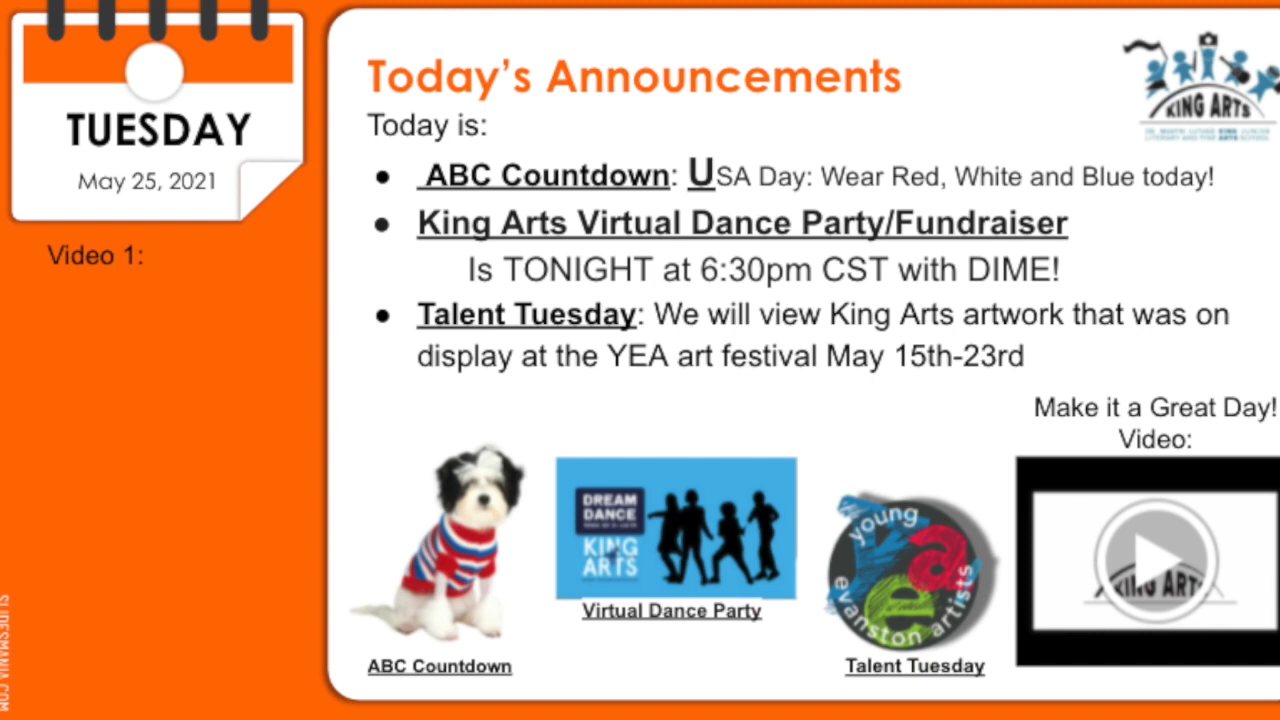 TUESDAY
May 25, 2021
Video 1:
Today's Announcements
Today is:
● ABC Countdown: USA Day: Wear Red, White and Blue today!
● King Arts Virtual Dance Party/Fundraiser
Is TONIGHT at 6:30pm CST with DIME!
● Talent Tuesday: We will view King Arts artwork that was on
display at the YEA art festival May 15th-23rd
KING ARTS
Make it a Great Day!
Video:
DREAM
DANCE
KING
ARTS
Virtual Dance Party
young
yea
evanston artists
KING ARTS
ABC Countdown
Talent Tuesday
SLIDESMANIA.COM